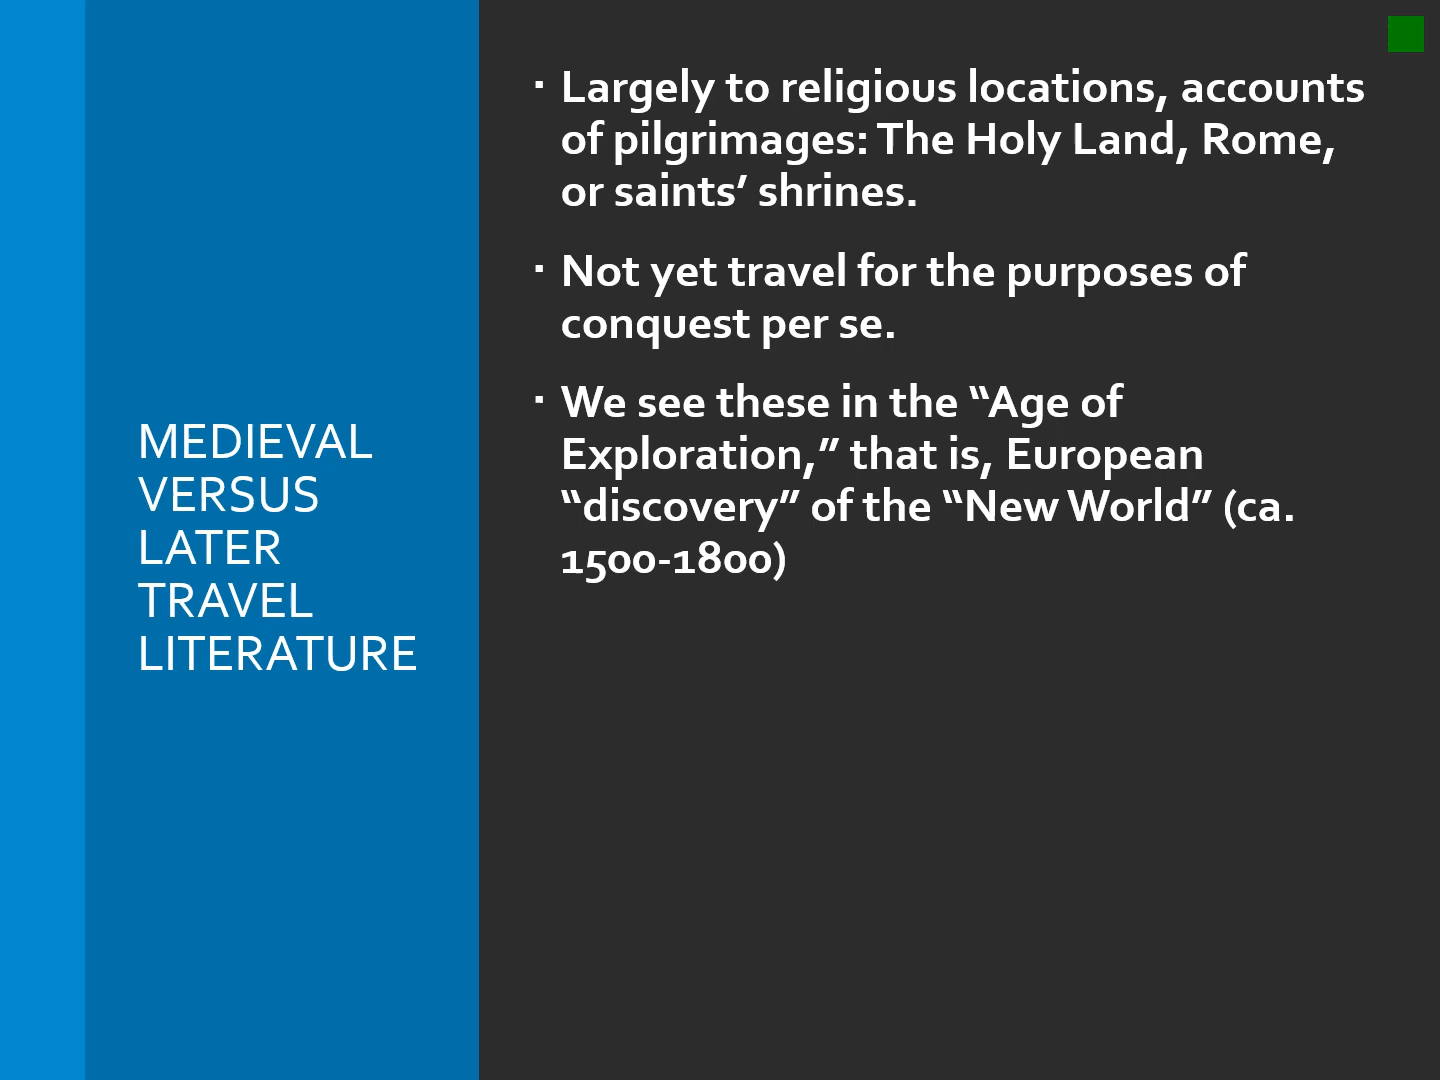 MEDIEVAL
VERSUS
LATER
TRAVEL
LITERATURE
▪ Largely to religious locations, accounts
of pilgrimages: The Holy Land, Rome,
or saints’ shrines.
▪ Not yet travel for the purposes of
conquest per se.
▪ We see these in the “Age of
Exploration,” that is, European
“discovery” of the “New World” (ca.
1500-1800)